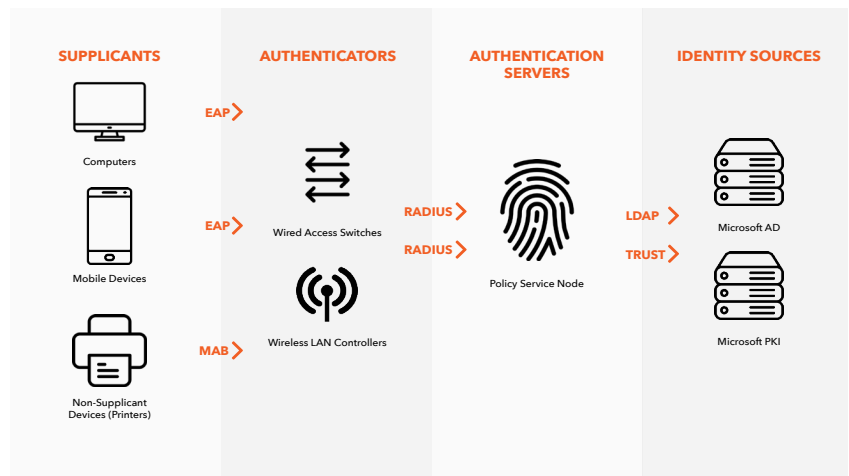 SUPPLICANTS
EAP
Computers
EAP
Mobile Devices
MAB
Non-Supplicant
Devices (Printers)
AUTHENTICATORS
Wired Access Switches
Wireless LAN Controllers
RADIUS
RADIUS
AUTHENTICATION
SERVERS
Policy Service Node
LDAP
TRUST
IDENTITY SOURCES
Microsoft AD
Microsoft PKI